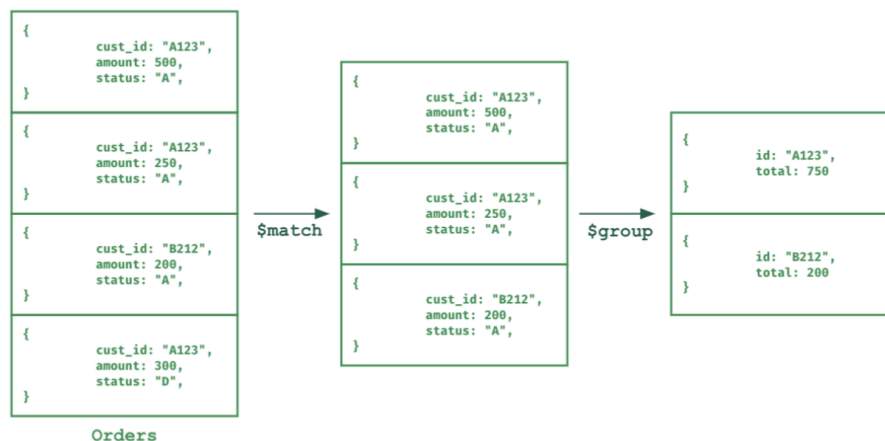 {
cust_id: "A123",
amount: 500,
status: "A",
}
{
cust_id: "A123",
amount: 250,
status: "A",
}
{
cust_id: "B212",
amount: 200,
status: "A",
}
{
cust_id: "A123",
amount: 300,
status: "D",
}
Orders
$match
{
cust_id: "A123",
amount: 500,
status: "A",
}
{
cust_id: "A123",
amount: 250,
status: "A",
}
{
cust_id: "B212",
amount: 200,
status: "A",
}
$group
{
id: "A123",
total: 750
}
{
id: "B212",
total: 200
}